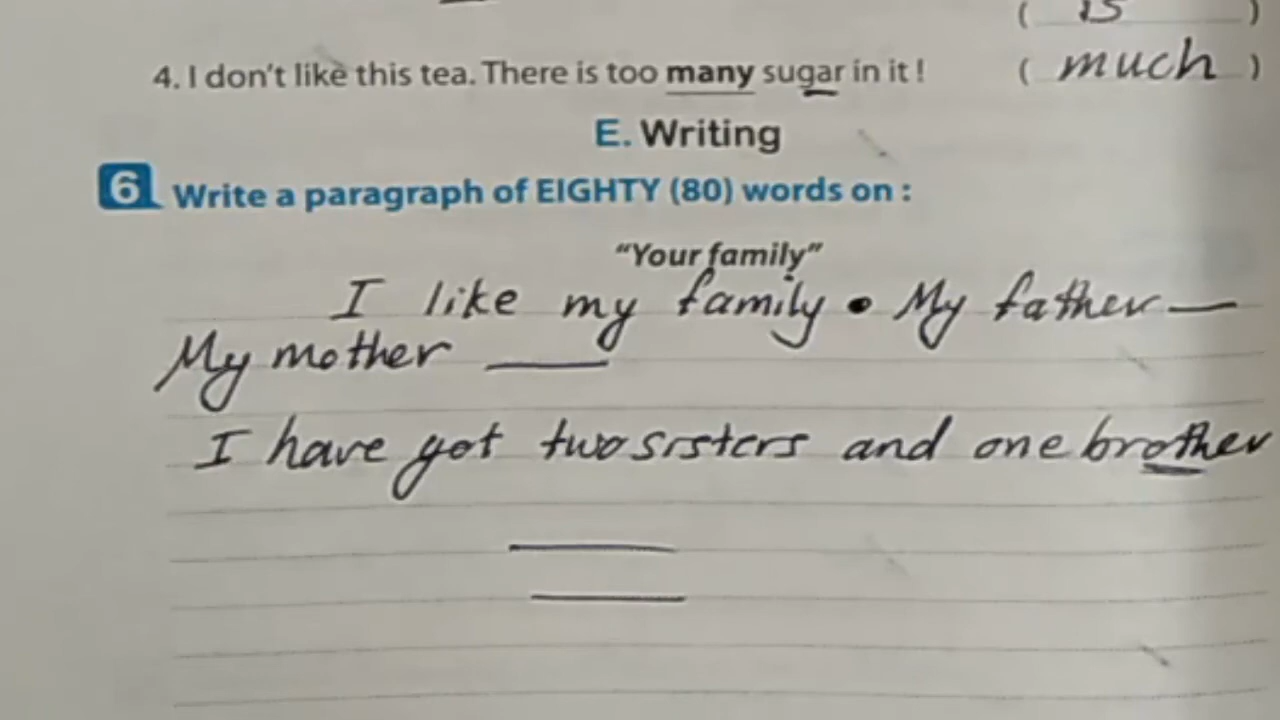 ( is )
4. I don't like this tea. There is too many sugar in it ! ( much )
E. Writing
6 Write a paragraph of EIGHTY (80) words on :
"Your family"
I like my family. My father —
My mother —
I have got two sisters and one brother